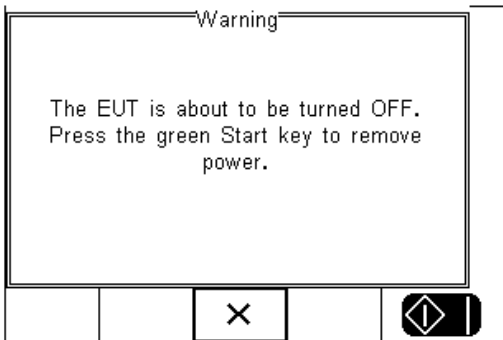 Warning
The EUT is about to be turned OFF.
Press the green Start key to remove
power.